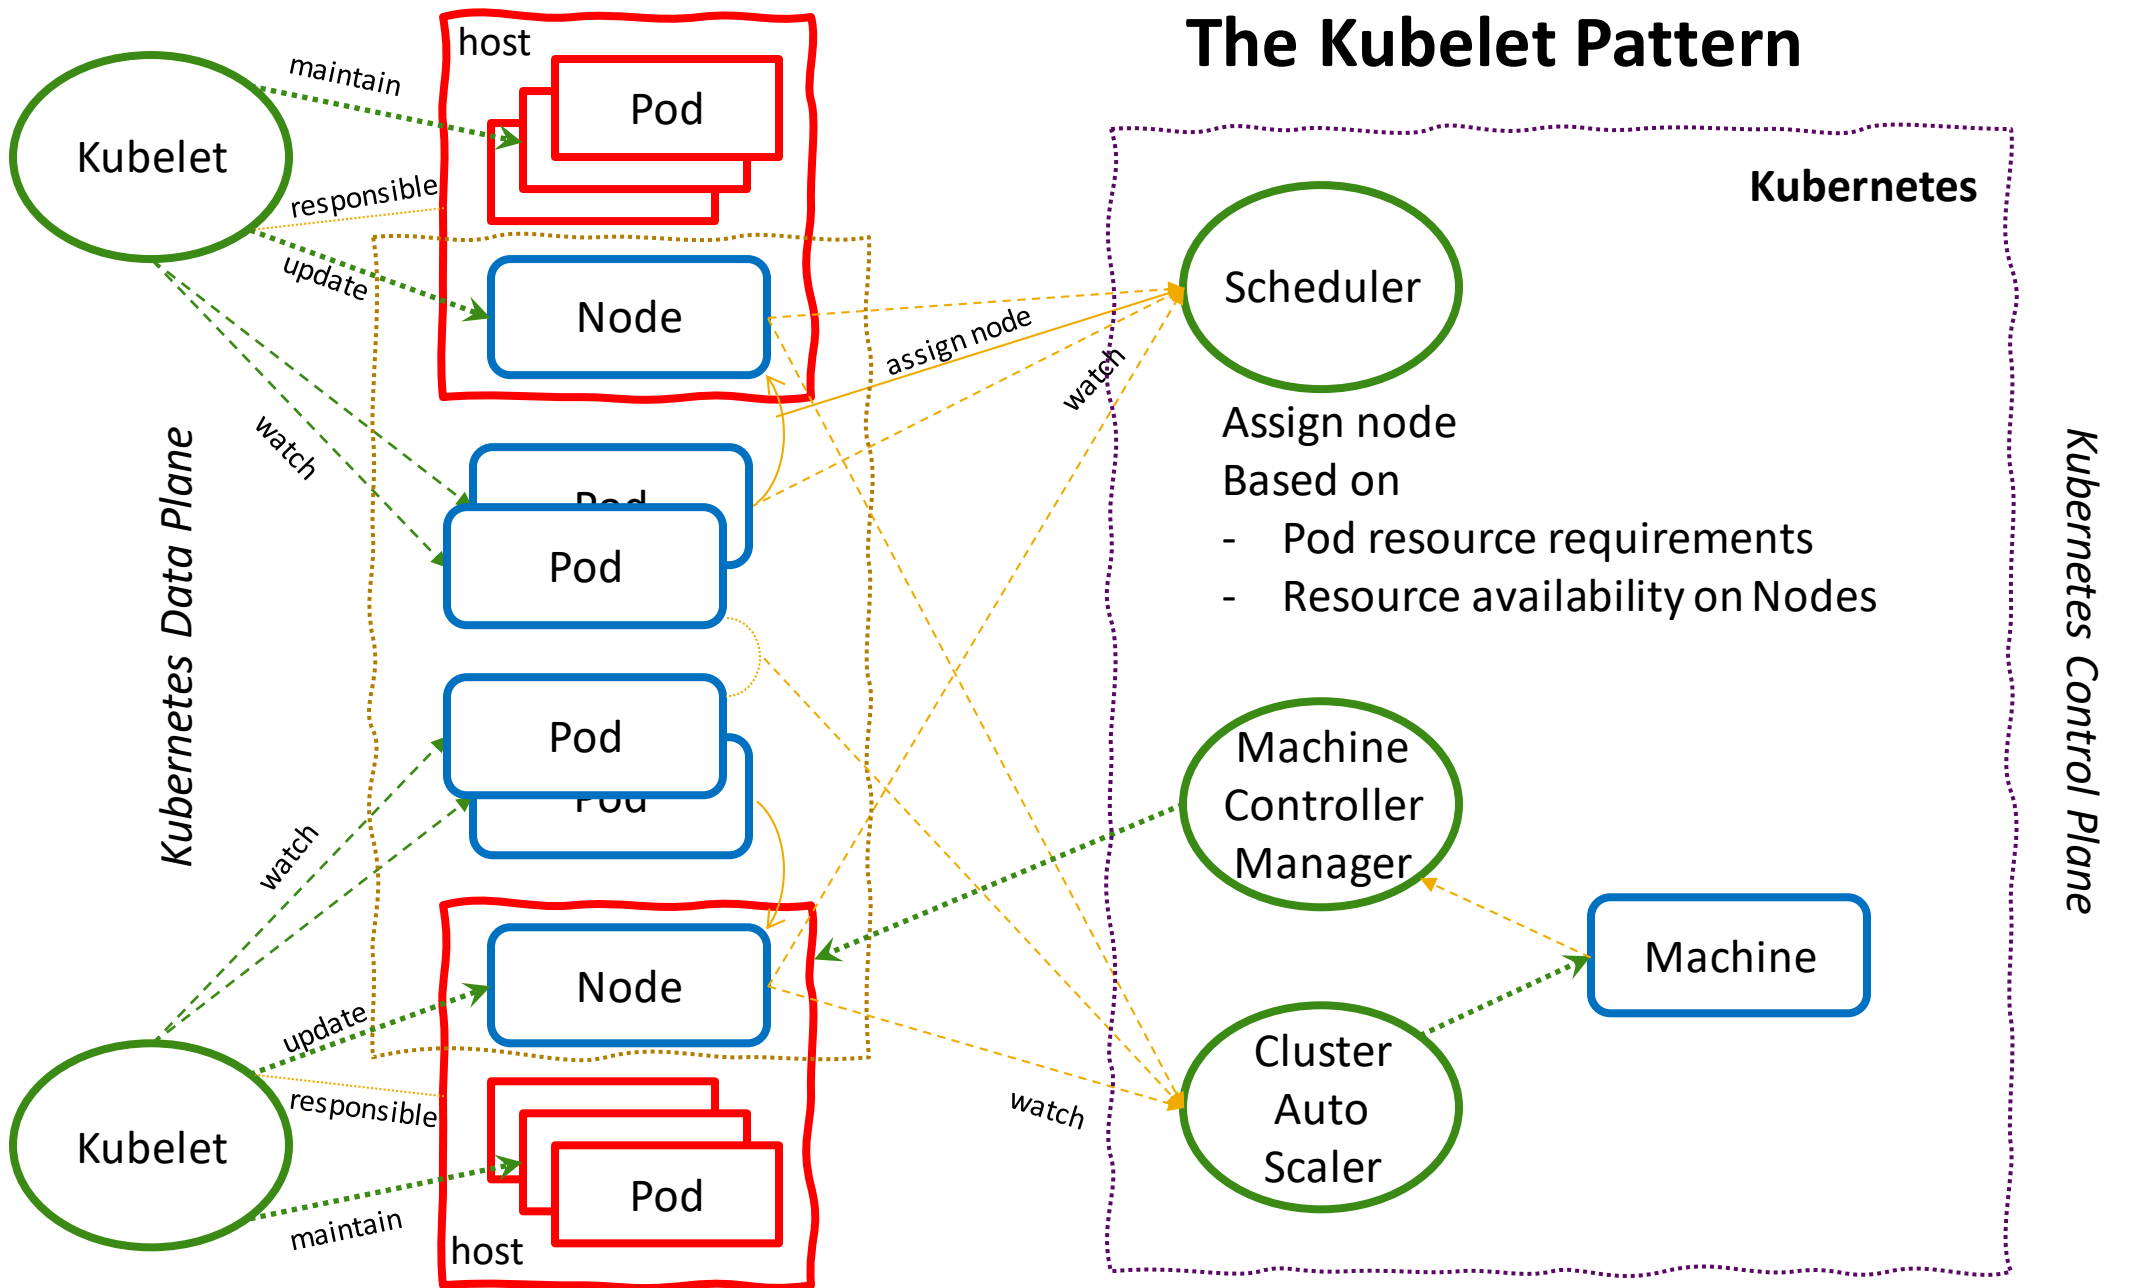 The Kubelet Pattern
host
maintain
Pod
Kubelet
responsible
Kubernetes
update
Node
Scheduler
assign node
watch
watch
Assign node
Based on
- Pod resource requirements
- Resource availability on Nodes
Pod
Pod
Kubernetes Data Plane
Kubernetes Control Plane
Pod
Pod
Machine
Controller
Manager
watch
Node
Machine
update
Cluster
Auto
Scaler
watch
responsible
Kubelet
Pod
maintain
host